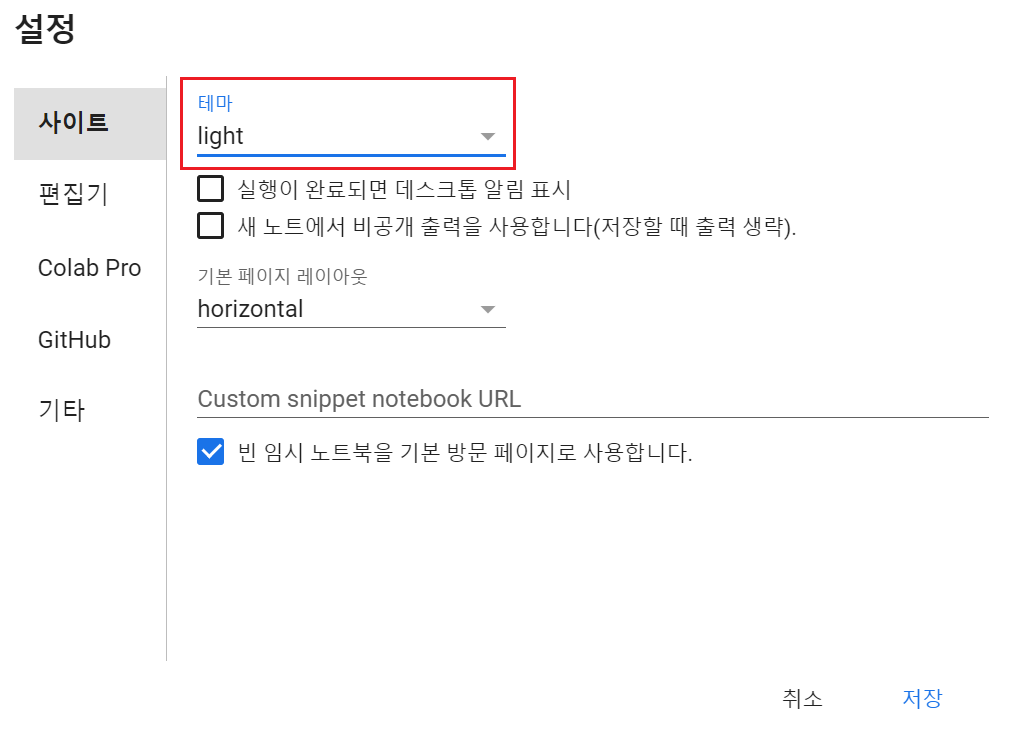 설정
사이트
편집기
Colab Pro
GitHub
기타
테마
light
실행이 완료되면 데스크톱 알림 표시
새 노트에서 비공개 출력을 사용합니다(저장할 때 출력 생략).
기본 페이지 레이아웃
horizontal
Custom snippet notebook URL
빈 임시 노트북을 기본 방문 페이지로 사용합니다.
취소 저장